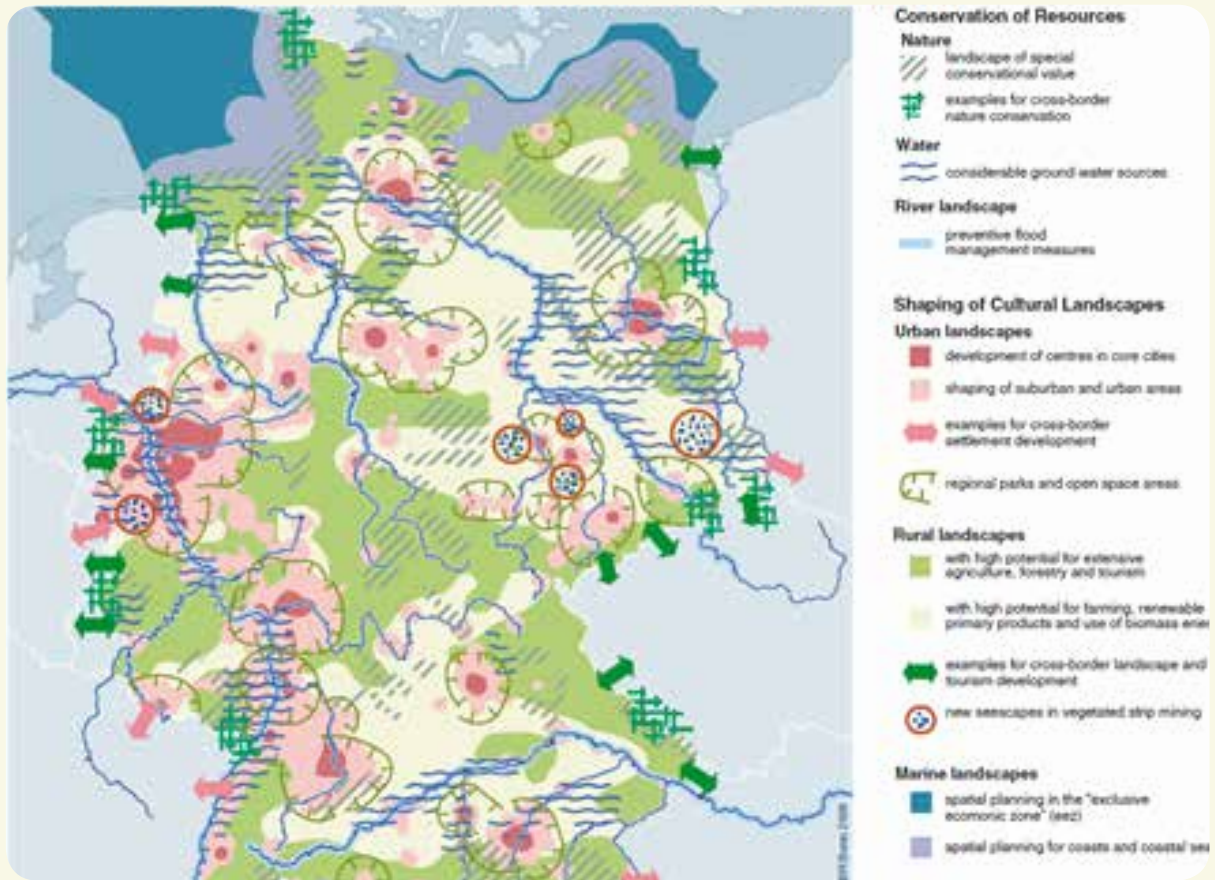 Conservation of Resources
Nature
landscape of special
conservational value
examples for cross-border
nature conservation
Water
considerable ground water sources
River landscape
preventive flood
management measures
Shaping of Cultural Landscapes
Urban landscapes
development of centres in core cities
shaping of suburban and urban areas
examples for cross-border
settlement development
regional parks and open space areas
Rural landscapes
with high potential for extensive
agriculture, forestry and tourism
with high potential for farming, renewable
primary products and use of biomass ener
examples for cross-border landscape and
tourism development
new seescapes in vegetated strip mining
Marine landscapes
spatial planning in the "exclusive
ecomonic zone" (eez)
spatial planning for coasts and coastal sea